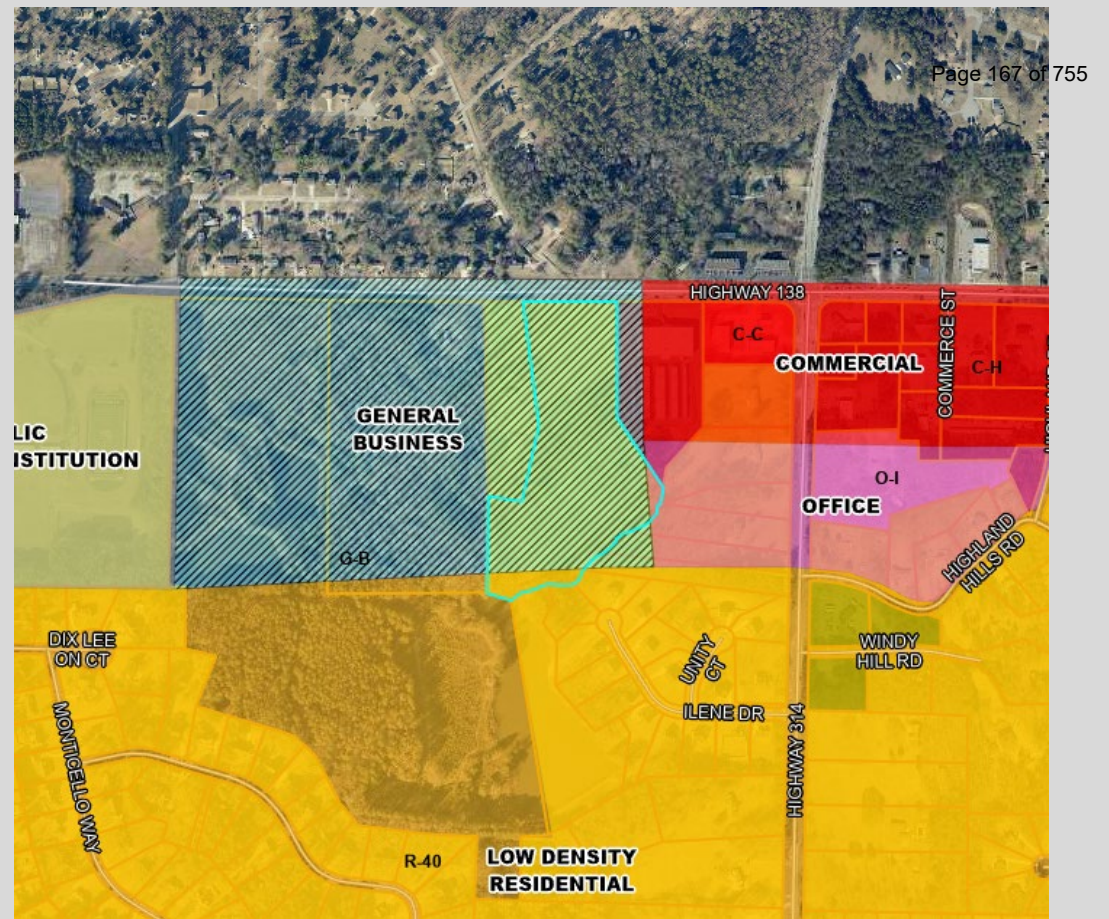 Page 167 of 755
HIGHWAY 138
C-C
COMMERCIAL
COMMERCE ST
C-H
GENERAL
BUSINESS
LIC
ISTITUTION
O-I
OFFICE
G-B
HIGHLAND
HILLS RD
DIX LEE
ON CT
UNITY
CT
WINDY
HILL RD
ILENE DR
MONTICELLO WAY
HIGHWAY 314
R-40
LOW DENSITY
RESIDENTIAL